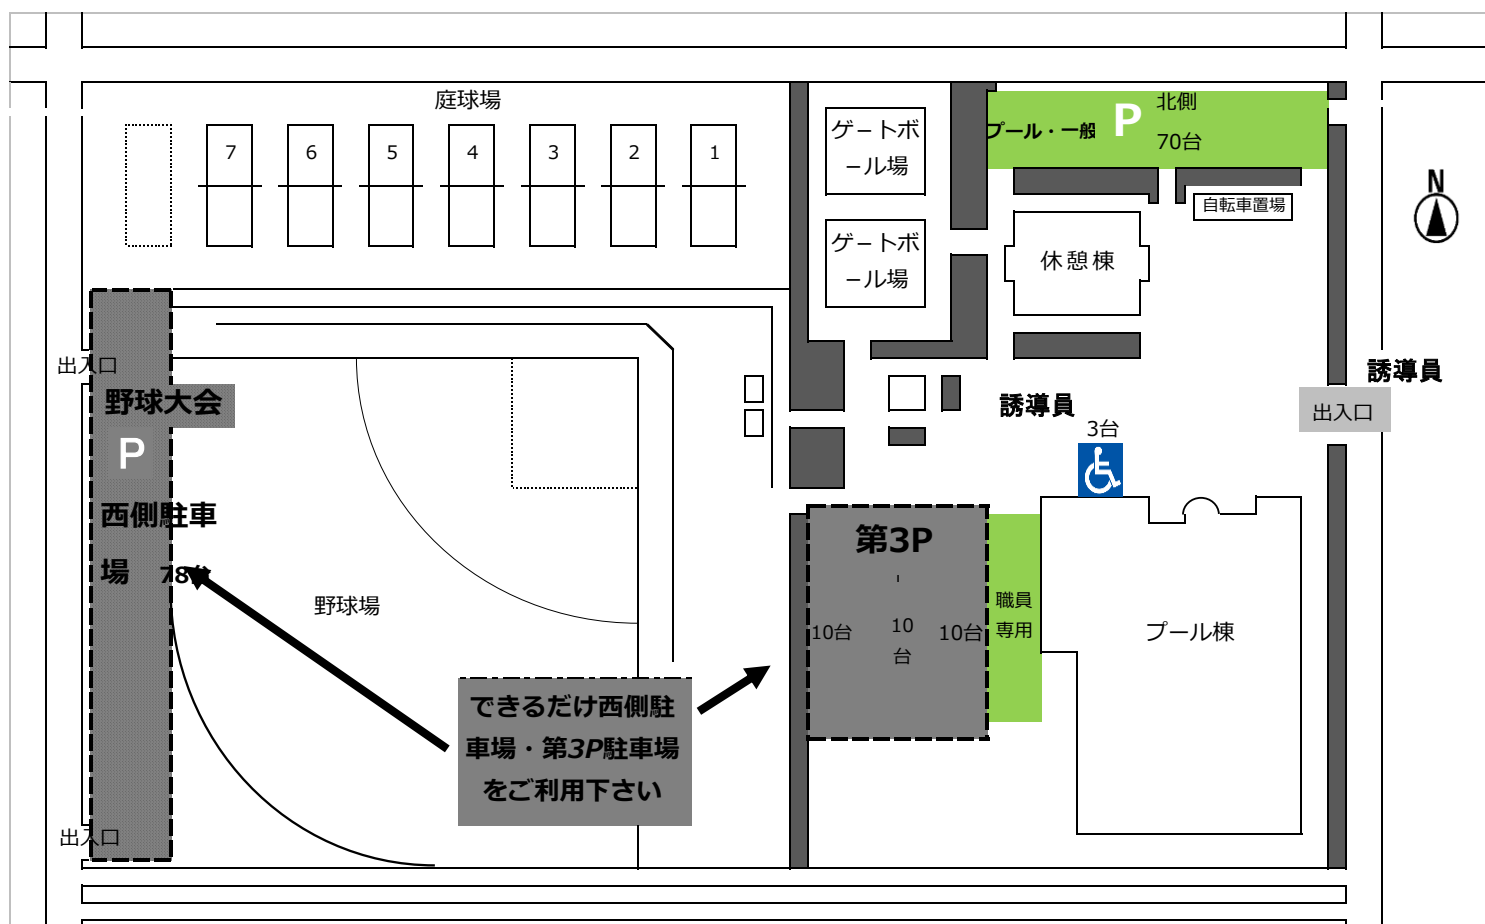 庭球場
7 6 5 4 3 2 1
ゲートボ
ール場
ゲートボ
ール場
プール・一般
P
北側
70台
自転車置場
N
休憩棟
出入口
野球大会
P
西側駐車
場 78台
出入口
野球場
できるだけ西側駐
車場・第3P駐車場
をご利用下さい
誘導員
3台
誘導員
出入口
第3P
10台
10
台
10台
職員
専用
プール棟